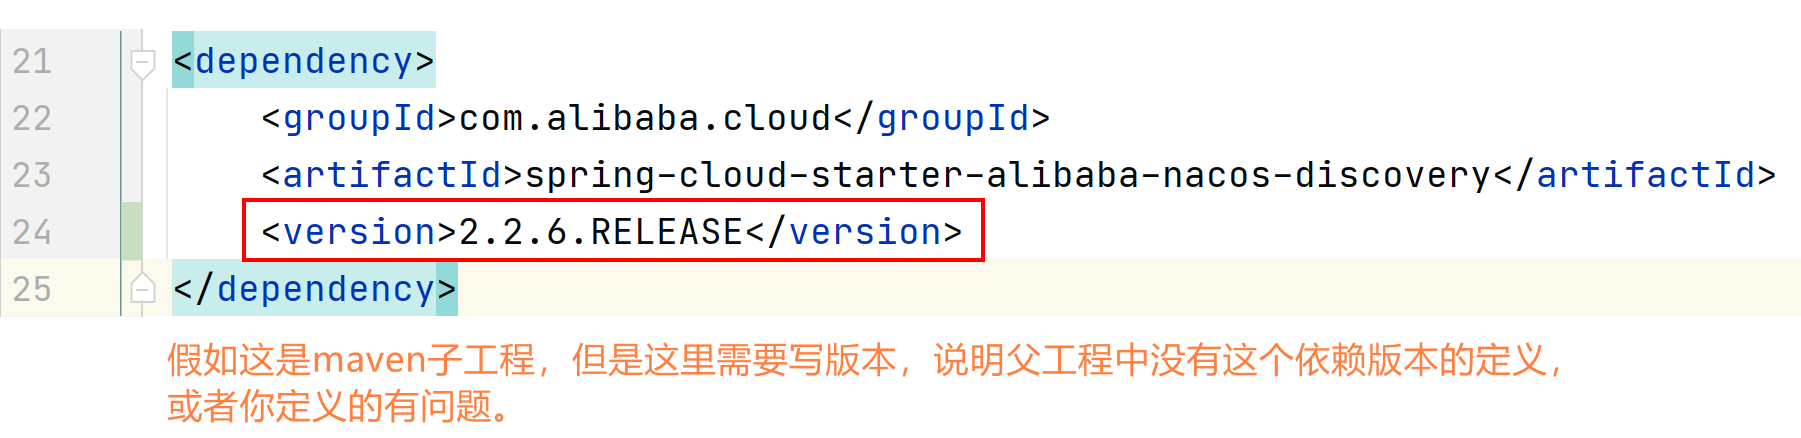 21 <dependency>
22 <groupId>com.alibaba.cloud</groupId>
23 <artifactId>spring-cloud-starter-alibaba-nacos-discovery</artifactId>
24 <version>2.2.6.RELEASE</version>
25 </dependency>
假如这是maven子工程，但是这里需要写版本，说明父工程中没有这个依赖版本的定义，
或者你定义的有问题。